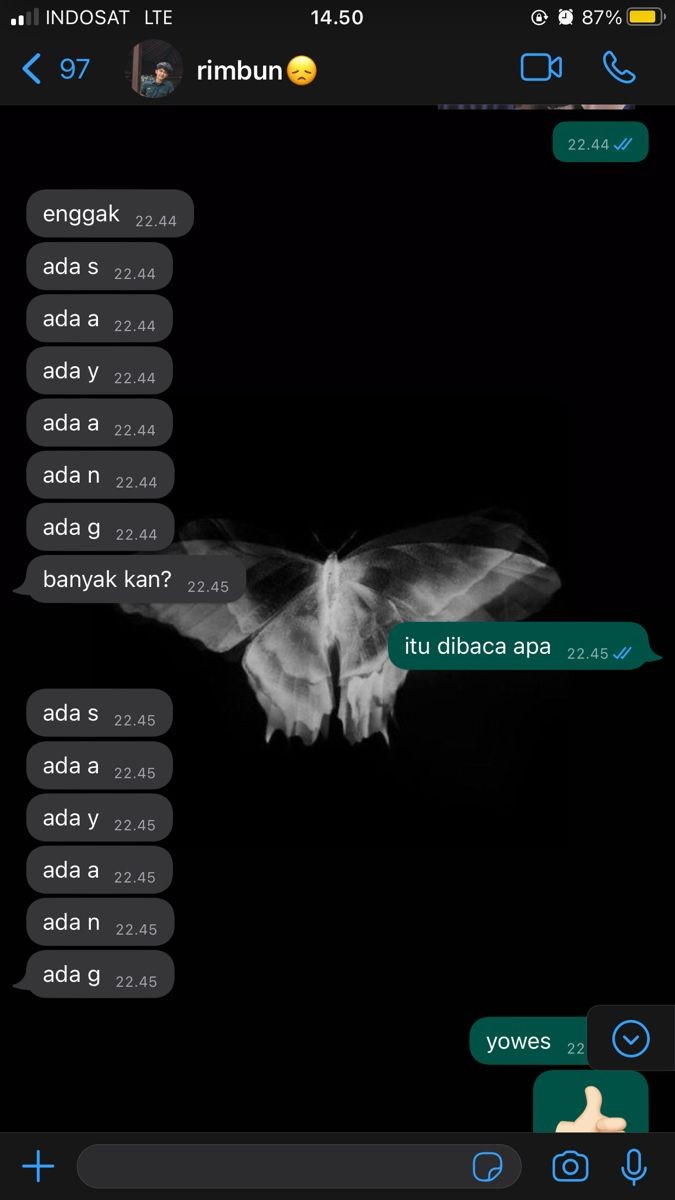 INDOSAT LTE 14.50 87%
97 rimbun😞
22.44
enggak 22.44
ada s 22.44
ada a 22.44
ada y 22.44
ada a 22.44
ada n 22.44
ada g 22.44
banyak kan? 22.45
itu dibaca apa 22.45
ada s 22.45
ada a 22.45
ada y 22.45
ada a 22.45
ada n 22.45
ada g 22.45
yowes 22